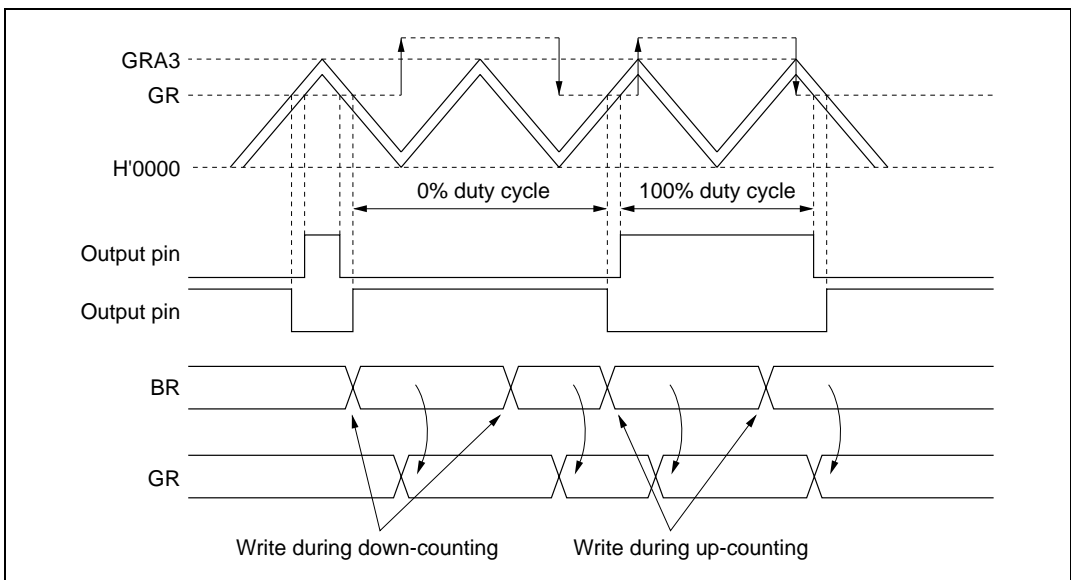 GRA3
GR
H'0000
0% duty cycle
100% duty cycle
Output pin
Output pin
BR
GR
Write during down-counting
Write during up-counting